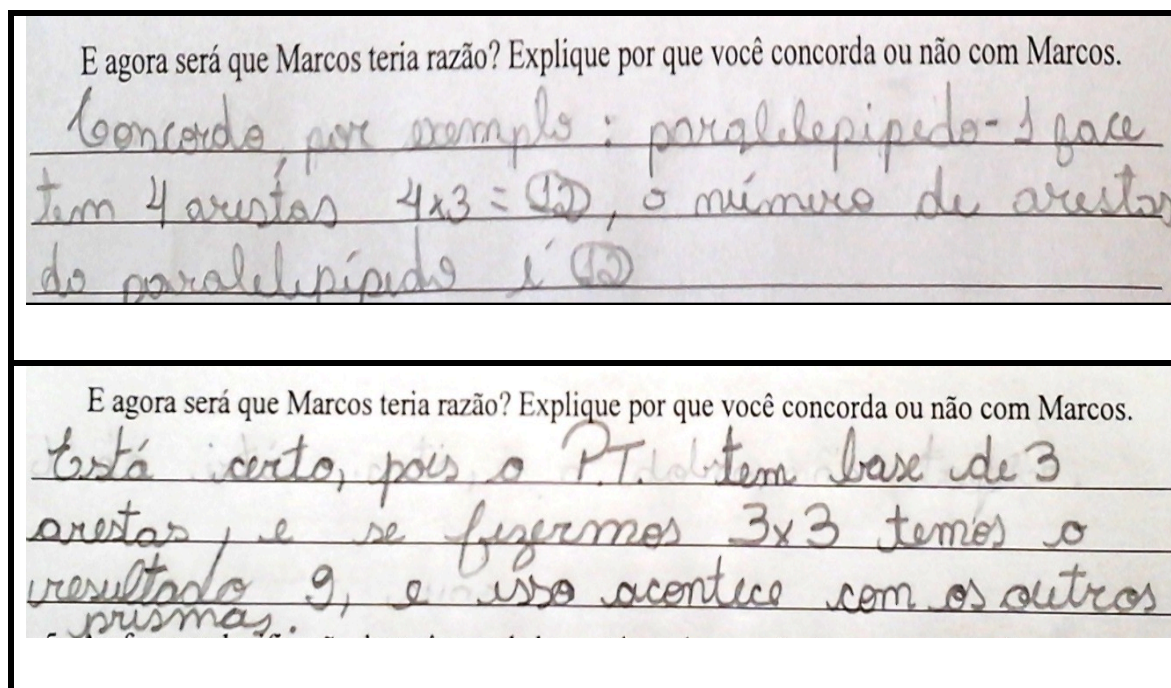 E agora será que Marcos teria razão? Explique por que você concorda ou não com Marcos.
Concordo, por exemplo: paralelepipedo - 1 face
tem 4 arestas 4x3 = 12, o número de arestas
do paralelepípedo é 12
E agora será que Marcos teria razão? Explique por que você concorda ou não com Marcos.
Está certo, pois o P.T. tem base de 3
arestas, e se fizermos 3x3 temos o
resultado 9, e isso acontece com os outros
prismas.